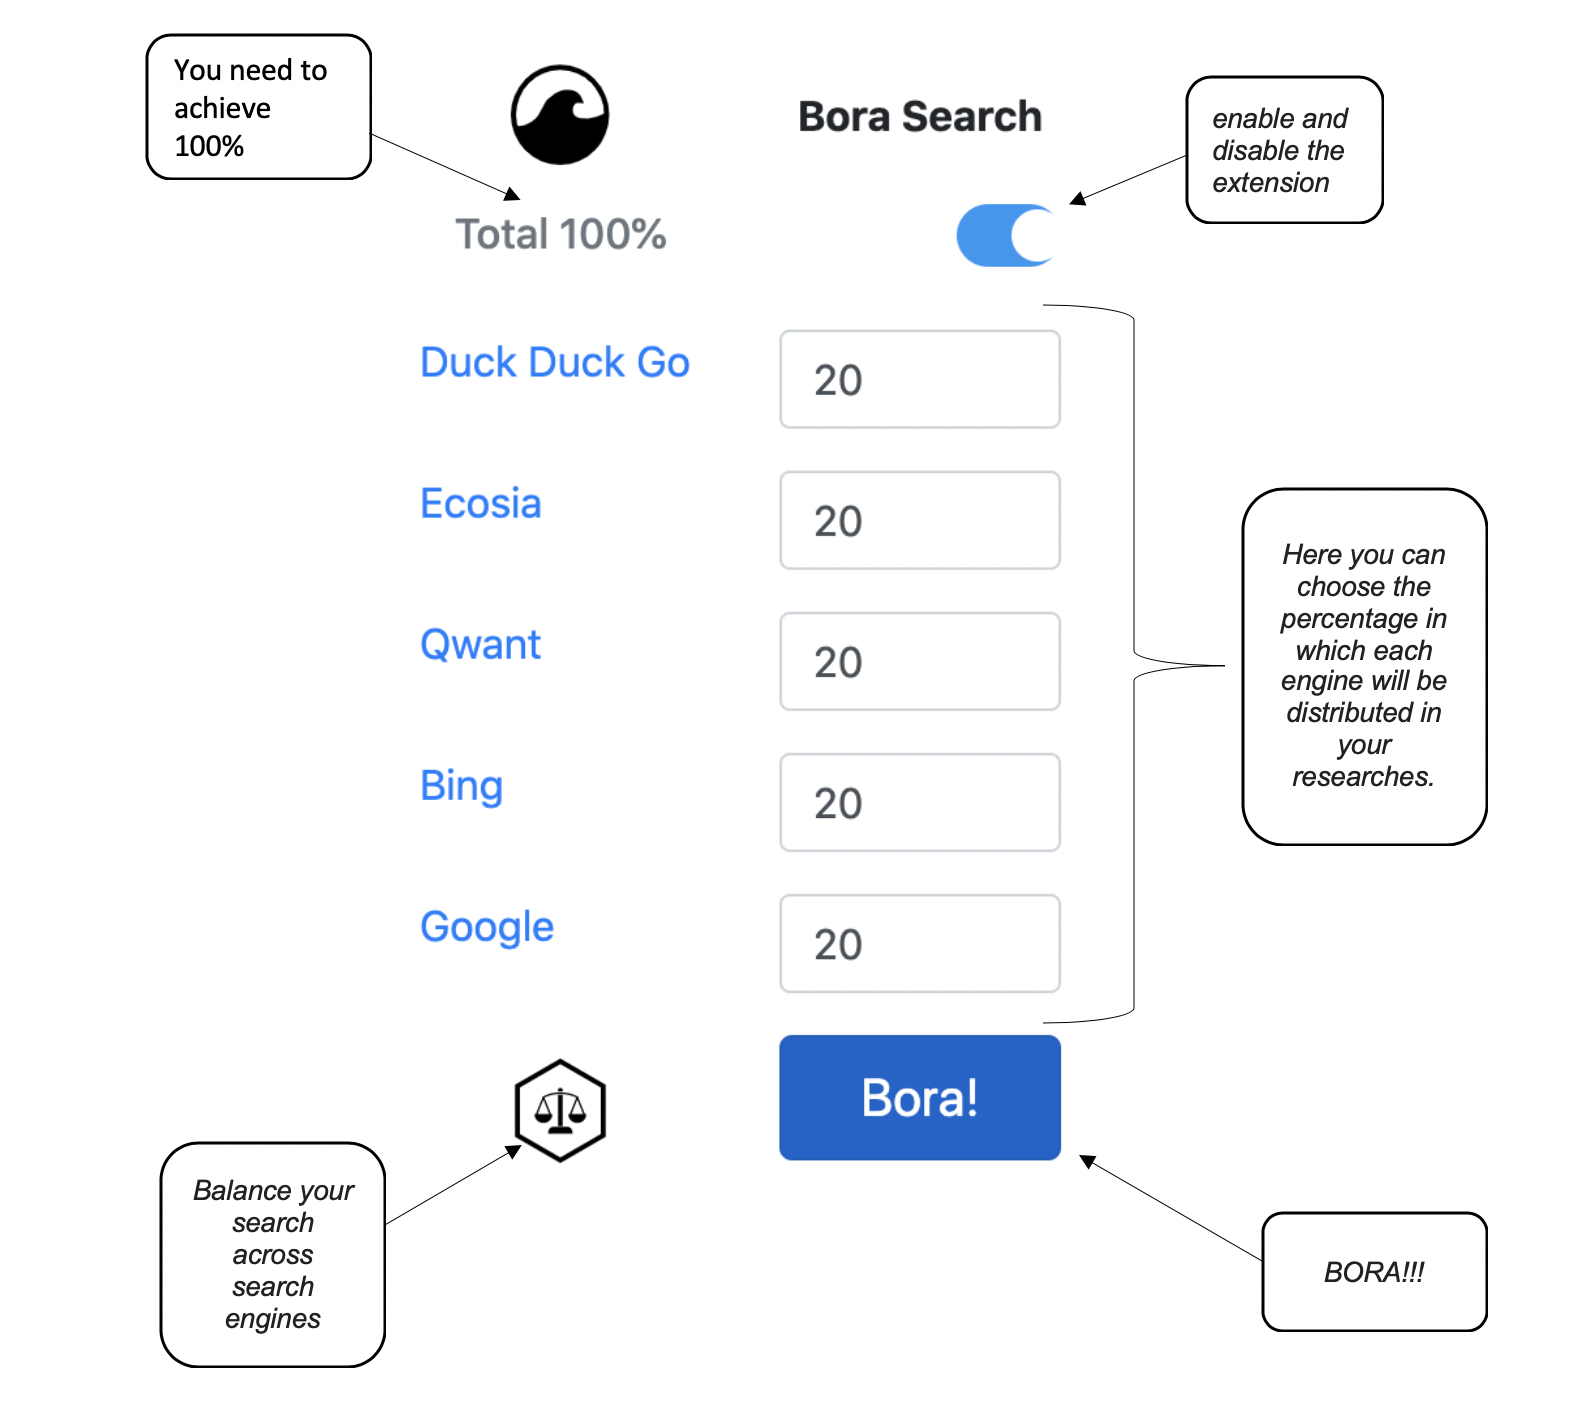 You need to
achieve
100%
Bora Search
enable and
disable the
extension
Total 100%
Duck Duck Go
20
Ecosia
20
Qwant
20
Bing
20
Google
20
Here you can
choose the
percentage in
which each
engine will be
distributed in
your
researches.
Bora!
Balance your
search
across
search
engines
BORA!!!